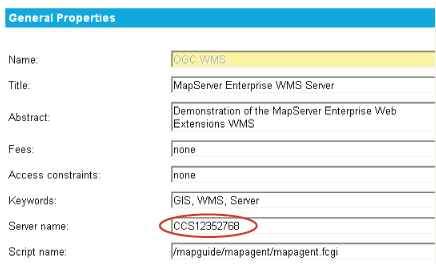 General Properties
Name: OGC:WMS
Title: MapServer Enterprise WMS Server
Abstract: Demonstration of the MapServer Enterprise Web
Extensions WMS
Fees: none
Access constraints: none
Keywords: GIS, WMS, Server
Server name: CCS12352768
Script name: /mapguide/mapagent/mapagent.fcgi